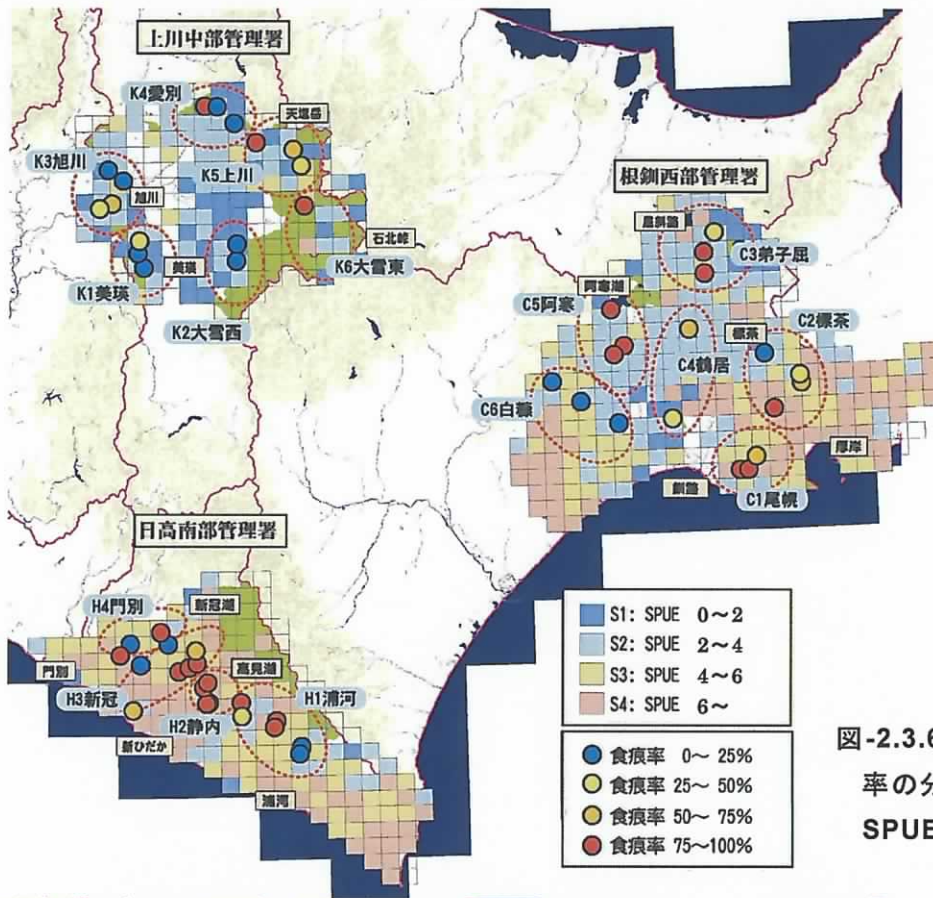 上川中部管理署
K4愛別
天塩岳
K3旭川
K5上川
旭川
石北峠
美瑛
K6大雪東
K1美瑛
K2大雪西
根釧西部管理署
屈斜路
C3弟子屈
阿寒湖
C5阿寒
C2標茶
標茶
C4鶴居
C6白糠
厚岸
釧路
C1尾幌
日高南部管理署
新冠湖
H4門別
高見湖
門別
H1浦河
H3新冠
H2静内
新ひだか
浦河
S1: SPUE 0～2
S2: SPUE 2～4
S3: SPUE 4～6
S4: SPUE 6～
食痕率 0～ 25%
食痕率 25～ 50%
食痕率 50～ 75%
食痕率 75～100%
図-2.3.6
率の分
SPUE